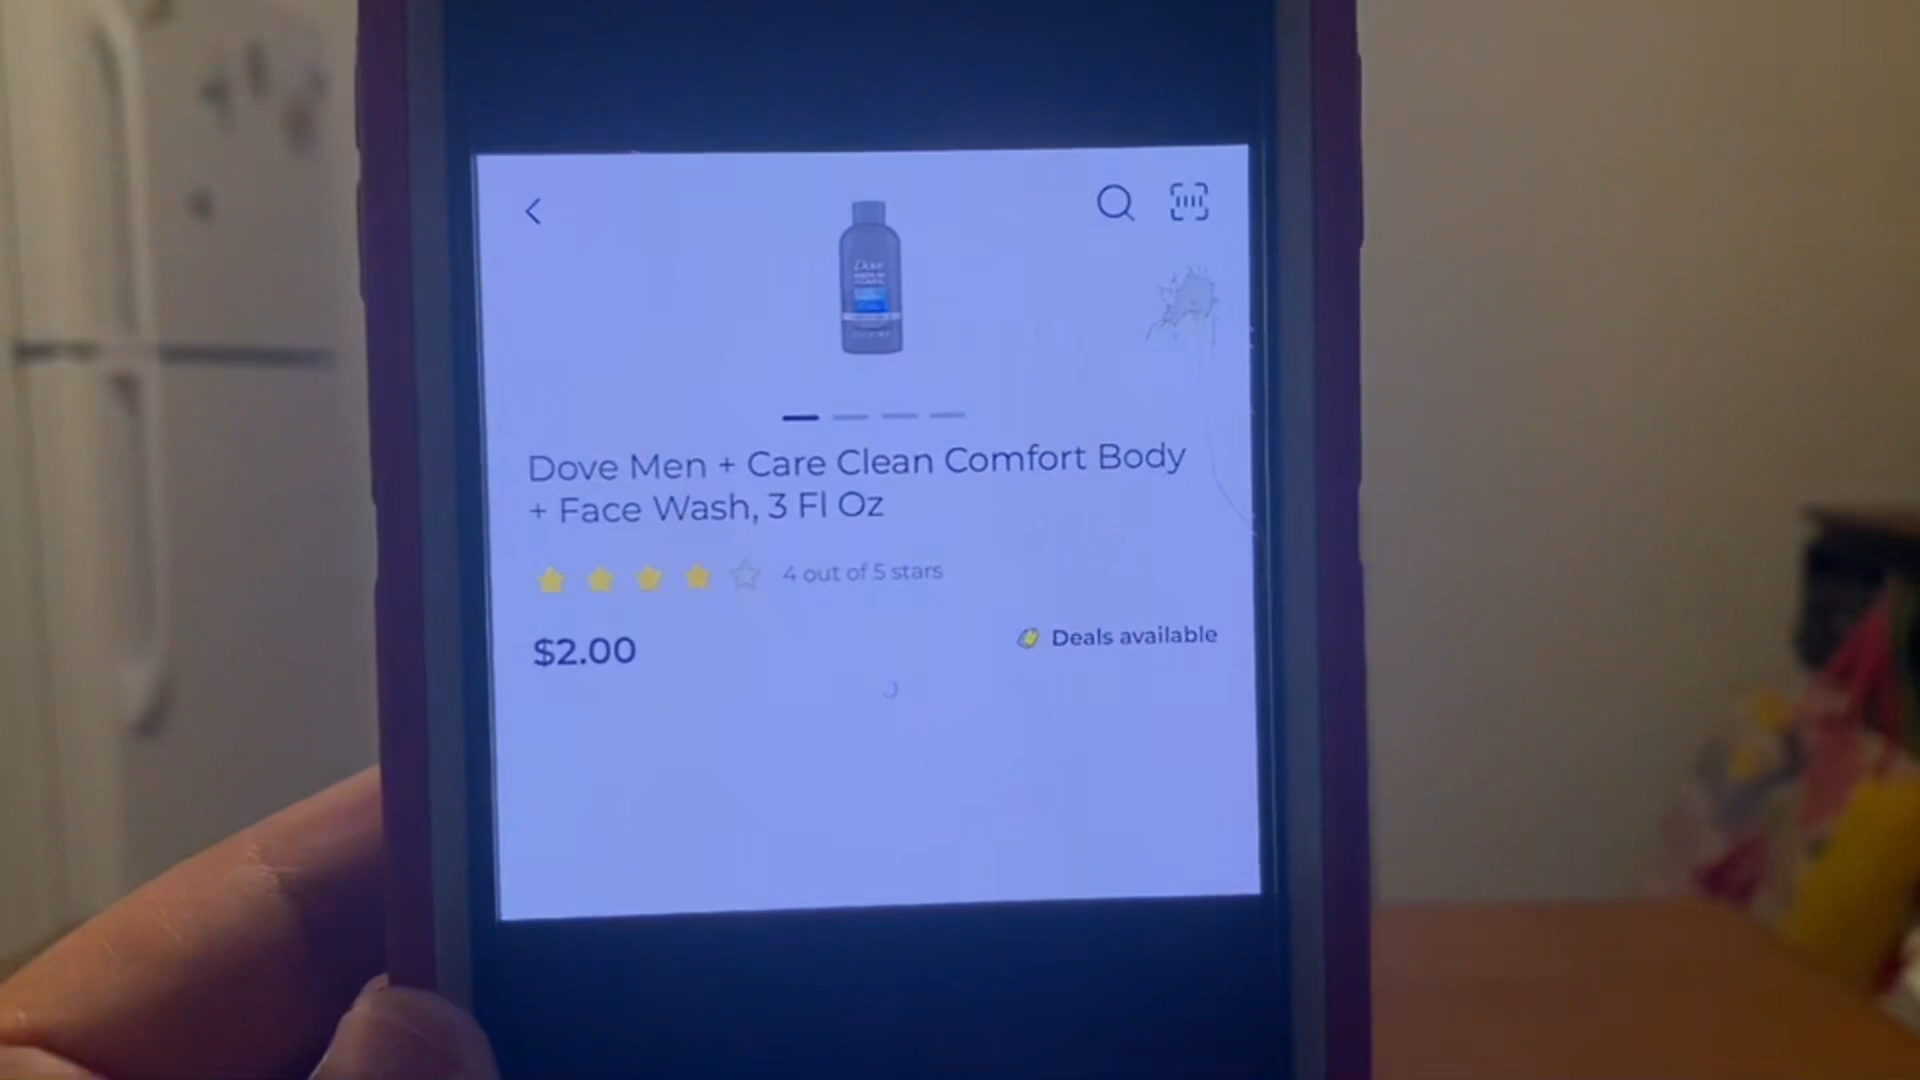 Dove
Dove Men + Care Clean Comfort Body
+ Face Wash, 3 Fl Oz
4 out of 5 stars
$2.00
Deals available